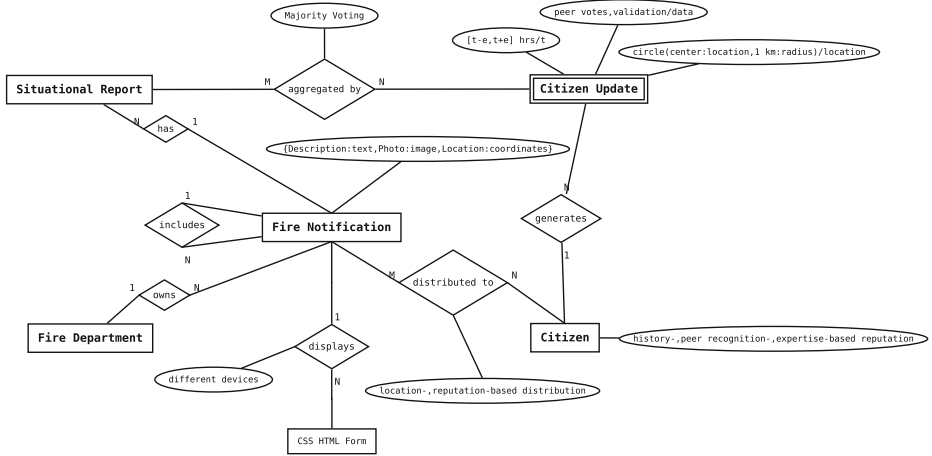 Majority Voting
peer votes,validation/data
[t-e,t+e] hrs/t
circle(center:location,1 km:radius)/location
Situational Report
M
aggregated by
N
Citizen Update
N
has
1
{Description:text,Photo:image,Location:coordinates}
1
includes
N
Fire Notification
N
generates
1
1
owns
N
M
distributed to
N
Fire Department
1
displays
N
Citizen
history-,peer recognition-,expertise-based reputation
different devices
location-,reputation-based distribution
CSS HTML Form